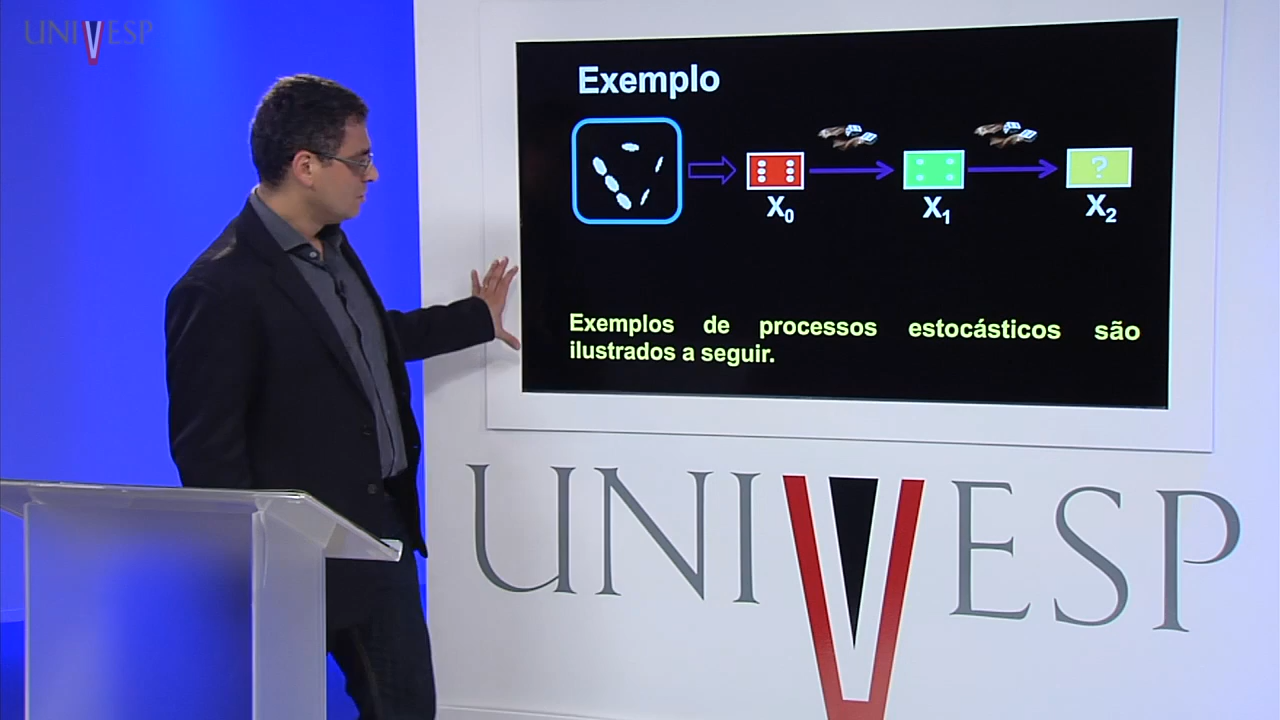 UNIVESP
Exemplo
?
X0
X1
X2
Exemplos de processos estocásticos são
ilustrados a seguir.
UNIVESP